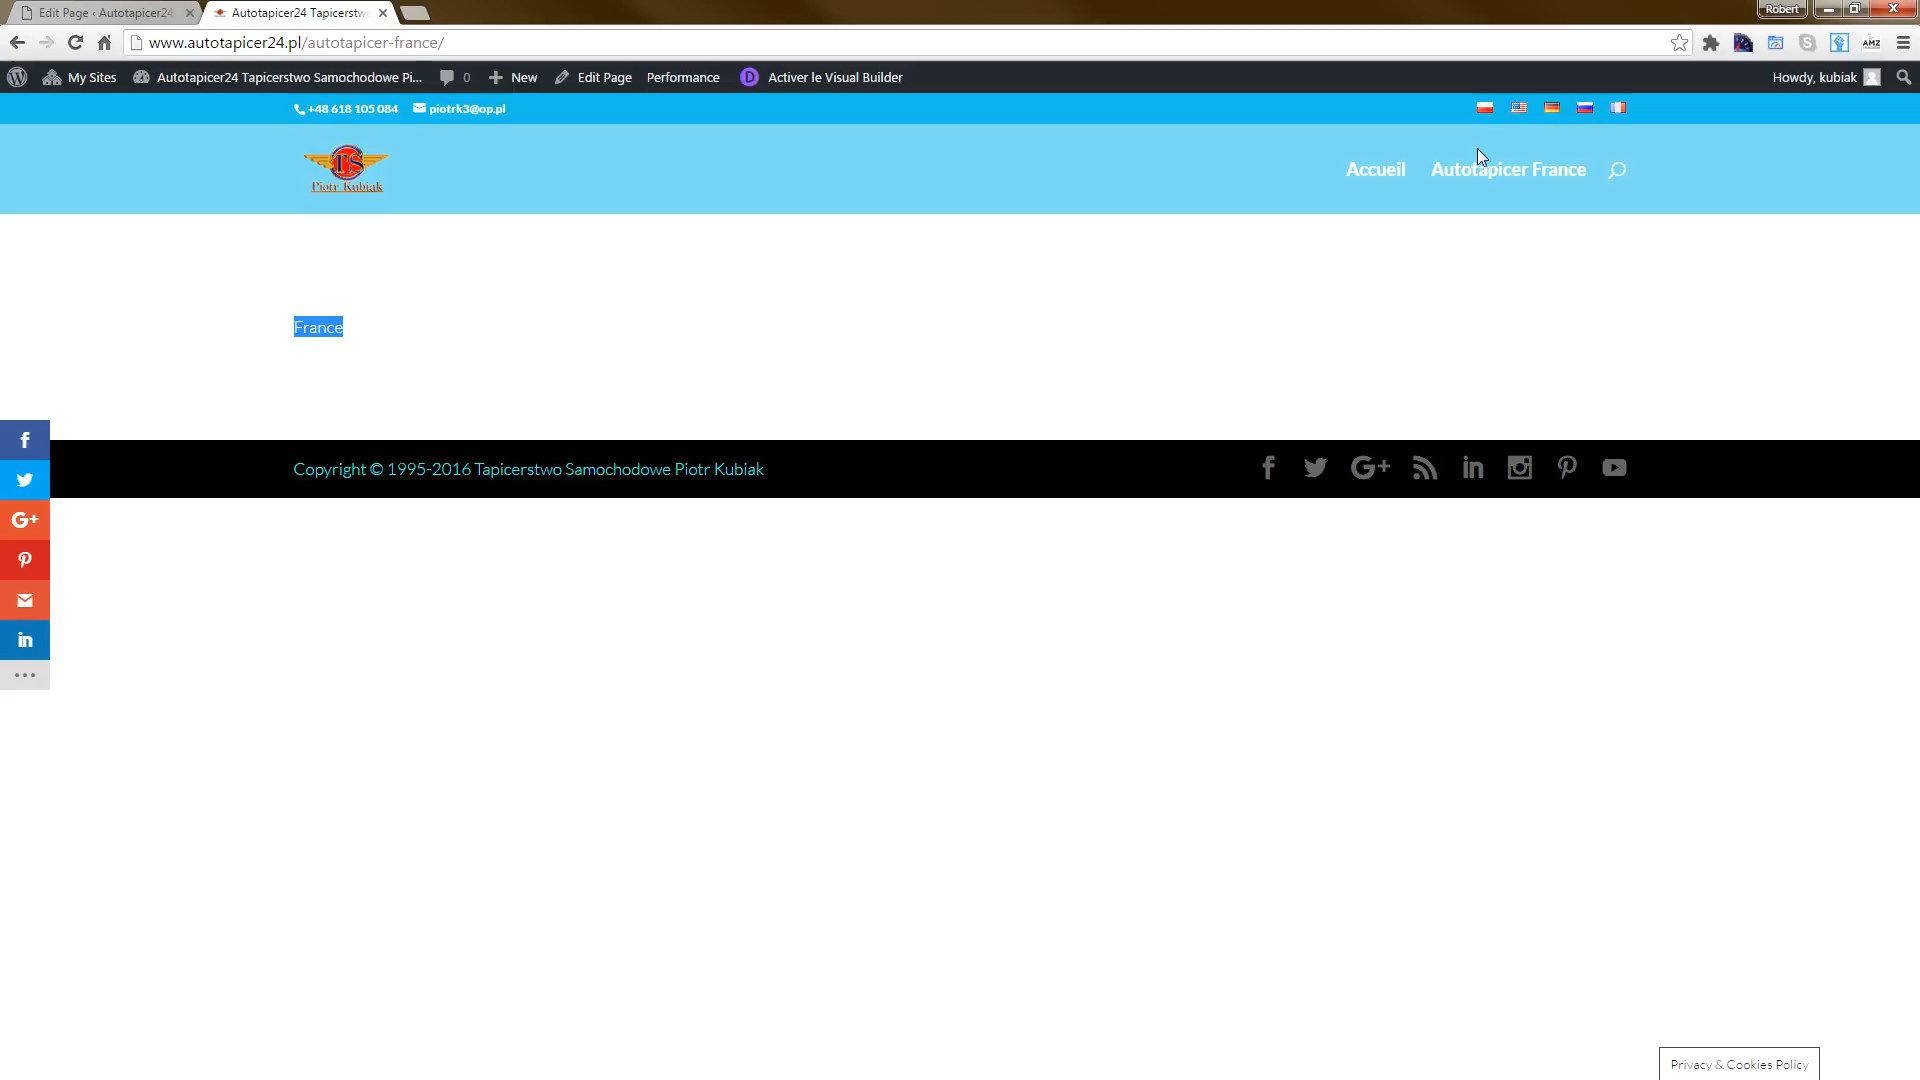 Edit Page ‹ Autotapicer24
Autotapicer24 Tapicerstw
Robert
www.autotapicer24.pl/autotapicer-france/
AMZ
My Sites
Autotapicer24 Tapicerstwo Samochodowe Pi...
0
New
Edit Page
Performance
D
Activer le Visual Builder
Howdy, kubiak
+48 618 105 084
piotrk3@op.pl
TS
Piotr Kubiak
Accueil
Autotapicer France
France
Copyright © 1995-2016 Tapicerstwo Samochodowe Piotr Kubiak
Privacy & Cookies Policy